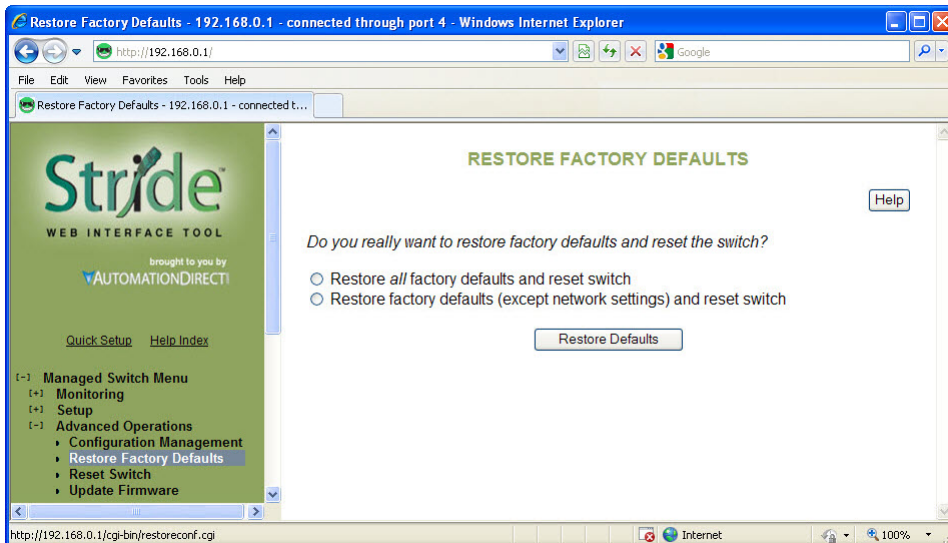 Restore Factory Defaults - 192.168.0.1 - connected through port 4 - Windows Internet Explorer
http://192.168.0.1/
Google
File Edit View Favorites Tools Help
Restore Factory Defaults - 192.168.0.1 - connected t...
Stride
WEB INTERFACE TOOL
brought to you by
AUTOMATIONDIRECT
Quick Setup Help Index
[-] Managed Switch Menu
[+] Monitoring
[+] Setup
[-] Advanced Operations
Configuration Management
Restore Factory Defaults
Reset Switch
Update Firmware
RESTORE FACTORY DEFAULTS
Help
Do you really want to restore factory defaults and reset the switch?
Restore all factory defaults and reset switch
Restore factory defaults (except network settings) and reset switch
Restore Defaults
http://192.168.0.1/cgi-bin/restoreconf.cgi
Internet
100%